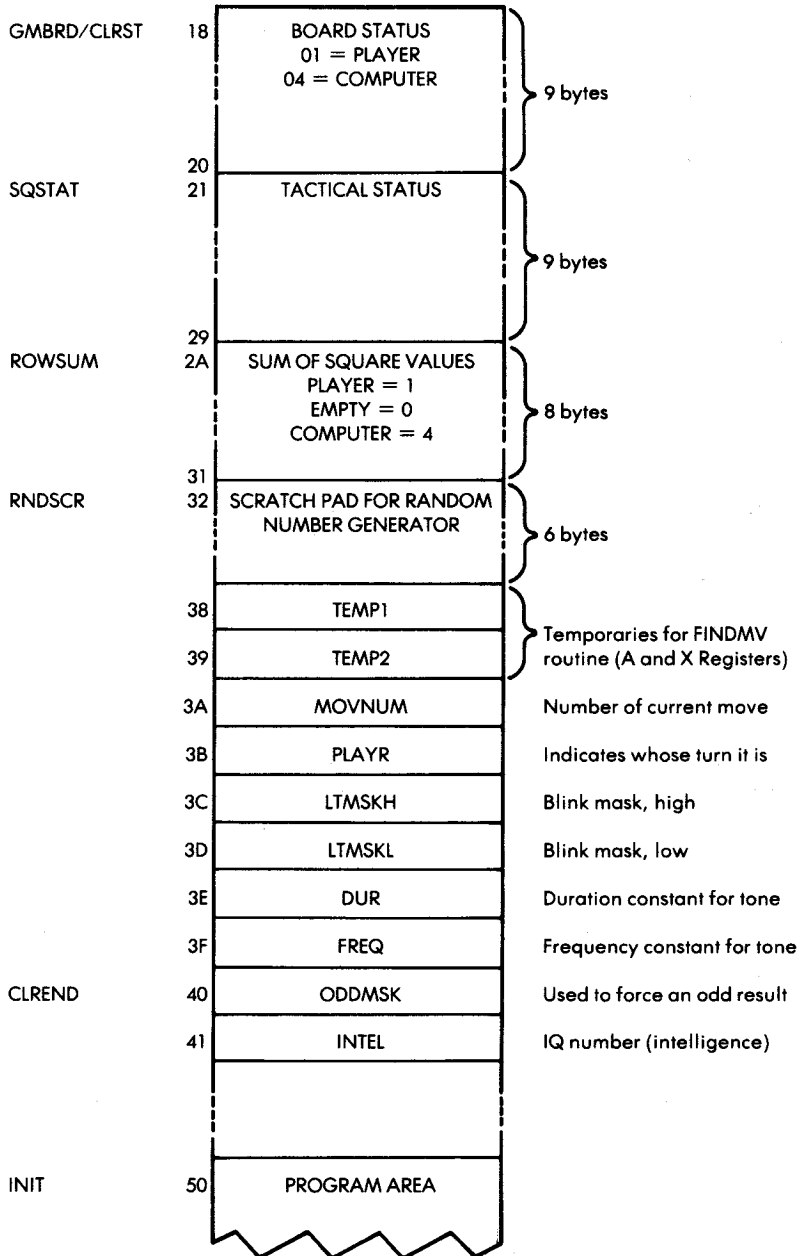 GMBRD/CLRST 18 BOARD STATUS
01 = PLAYER
04 = COMPUTER
9 bytes
20
SQSTAT 21 TACTICAL STATUS
9 bytes
29
ROWSUM 2A SUM OF SQUARE VALUES
PLAYER = 1
EMPTY = 0
COMPUTER = 4
8 bytes
31
RNDSCR 32 SCRATCH PAD FOR RANDOM
NUMBER GENERATOR
6 bytes
38 TEMP1
Temporaries for FINDMV
39 TEMP2 routine (A and X Registers)
3A MOVNUM Number of current move
3B PLAYR Indicates whose turn it is
3C LTMSKH Blink mask, high
3D LTMSKL Blink mask, low
3E DUR Duration constant for tone
3F FREQ Frequency constant for tone
CLREND 40 ODDMSK Used to force an odd result
41 INTEL IQ number (intelligence)
INIT 50 PROGRAM AREA